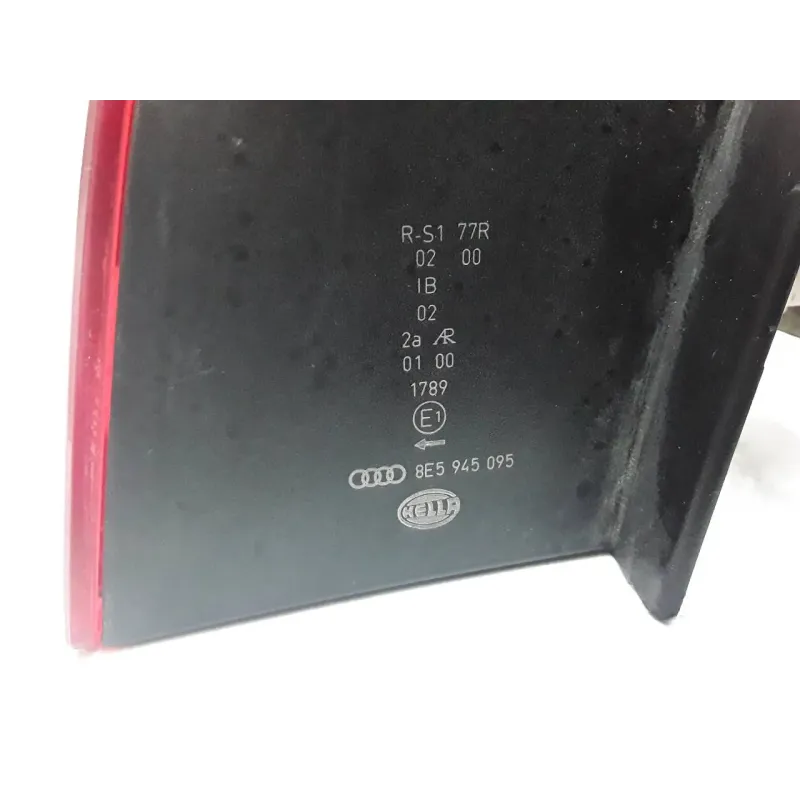 R-S1 77R
02 00
IB
02
2a AR
01 00
1789
E1
8E5 945 095
HELLA